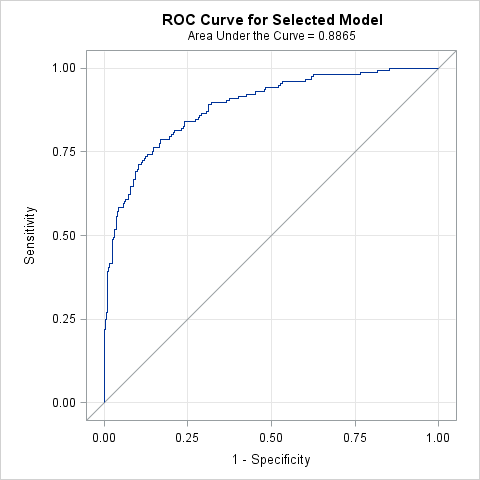 ROC Curve for Selected Model
Area Under the Curve = 0.8865
1.00
0.75
0.50
0.25
0.00
Sensitivity
0.00 0.25 0.50 0.75 1.00
1 - Specificity